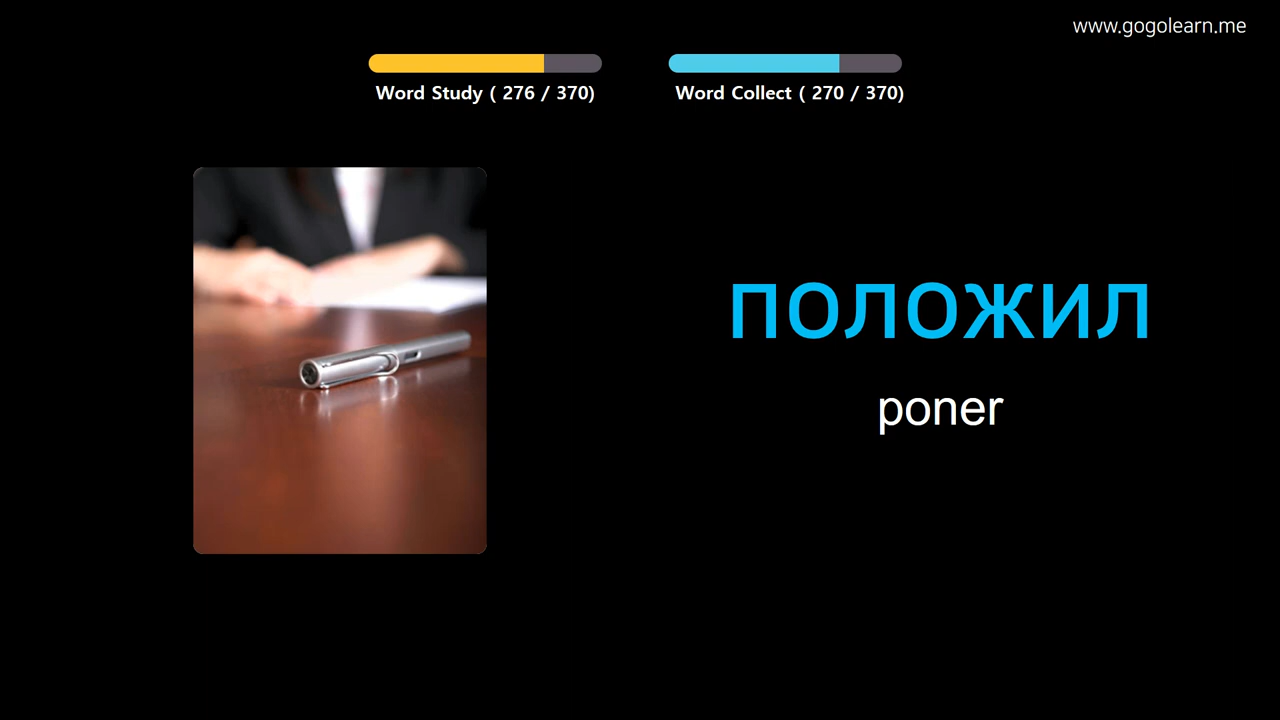 www.gogolearn.me
Word Study ( 276 / 370)
Word Collect ( 270 / 370)
положил
poner